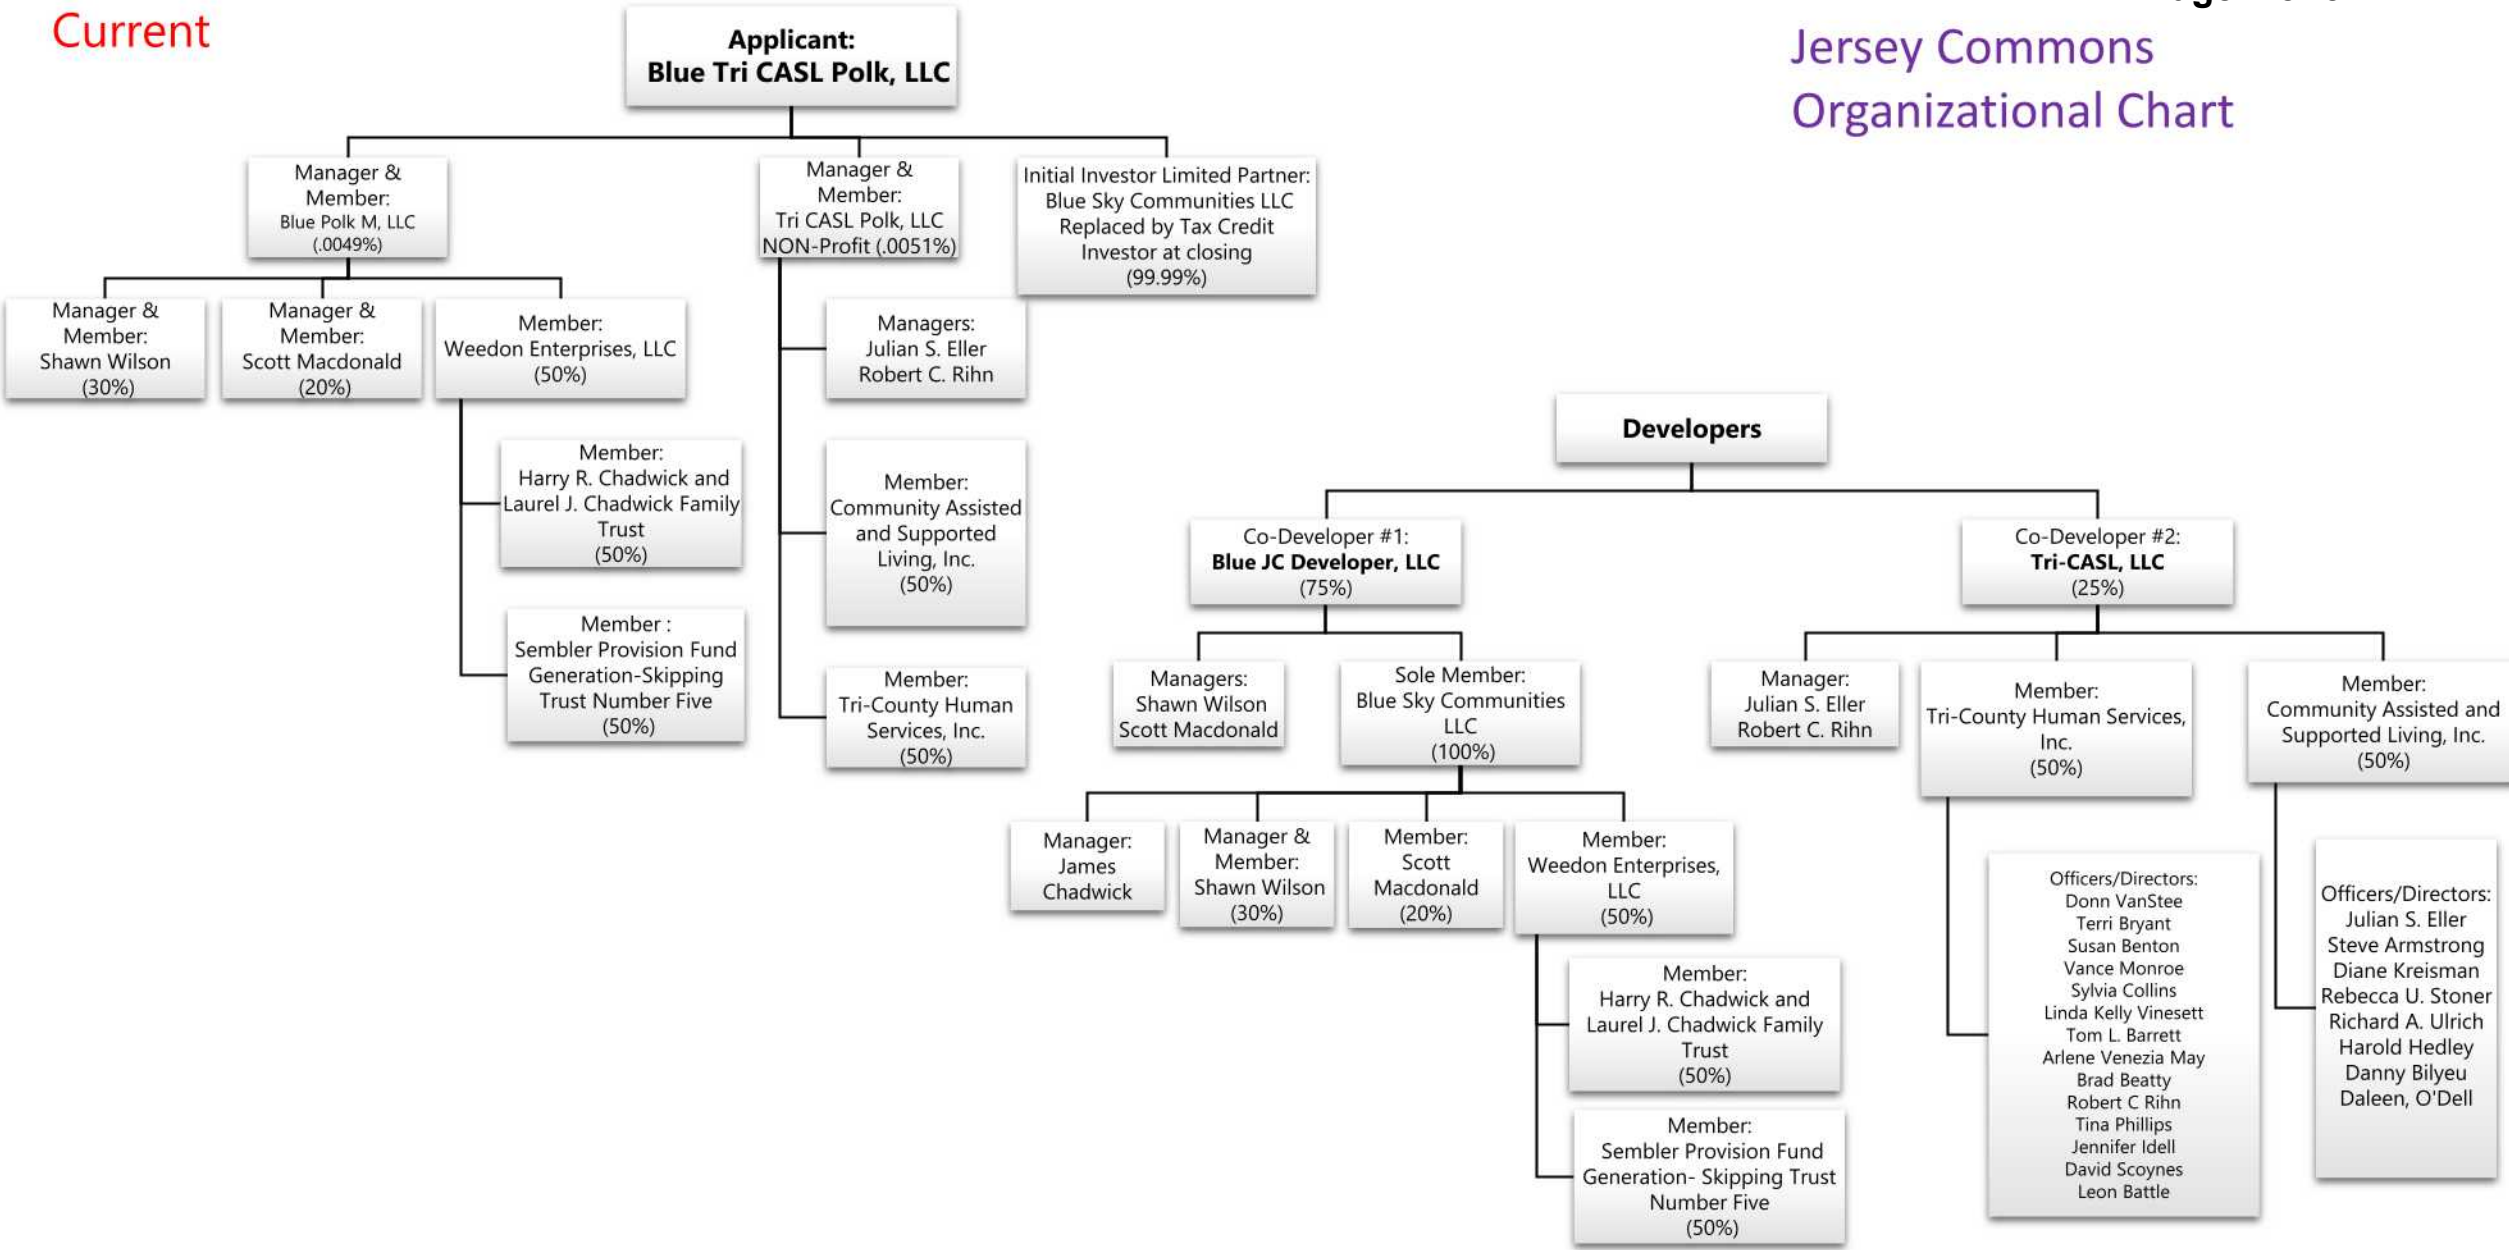 Current
Jersey Commons
Organizational Chart
Applicant:
Blue Tri CASL Polk, LLC
Manager &
Member:
Blue Polk M, LLC
(.0049%)
Manager &
Member:
Tri CASL Polk, LLC
NON-Profit (.0051%)
Initial Investor Limited Partner:
Blue Sky Communities LLC
Replaced by Tax Credit
Investor at closing
(99.99%)
Manager &
Member:
Shawn Wilson
(30%)
Manager &
Member:
Scott Macdonald
(20%)
Member:
Weedon Enterprises, LLC
(50%)
Member:
Harry R. Chadwick and
Laurel J. Chadwick Family
Trust
(50%)
Member :
Sembler Provision Fund
Generation-Skipping
Trust Number Five
(50%)
Managers:
Julian S. Eller
Robert C. Rihn
Member:
Community Assisted
and Supported
Living, Inc.
(50%)
Member:
Tri-County Human
Services, Inc.
(50%)
Developers
Co-Developer #1:
Blue JC Developer, LLC
(75%)
Co-Developer #2:
Tri-CASL, LLC
(25%)
Managers:
Shawn Wilson
Scott Macdonald
Sole Member:
Blue Sky Communities
LLC
(100%)
Manager:
James
Chadwick
Manager &
Member:
Shawn Wilson
(30%)
Member:
Scott
Macdonald
(20%)
Member:
Weedon Enterprises,
LLC
(50%)
Member:
Harry R. Chadwick and
Laurel J. Chadwick Family
Trust
(50%)
Member:
Sembler Provision Fund
Generation- Skipping Trust
Number Five
(50%)
Manager:
Julian S. Eller
Robert C. Rihn
Member:
Tri-County Human Services,
Inc.
(50%)
Member:
Community Assisted and
Supported Living, Inc.
(50%)
Officers/Directors:
Donn VanStee
Terri Bryant
Susan Benton
Vance Monroe
Sylvia Collins
Linda Kelly Vinesett
Tom L. Barrett
Arlene Venezia May
Brad Beatty
Robert C Rihn
Tina Phillips
Jennifer Idell
David Scoynes
Leon Battle
Officers/Directors:
Julian S. Eller
Steve Armstrong
Diane Kreisman
Rebecca U. Stoner
Richard A. Ulrich
Harold Hedley
Danny Bilyeu
Daleen, O'Dell